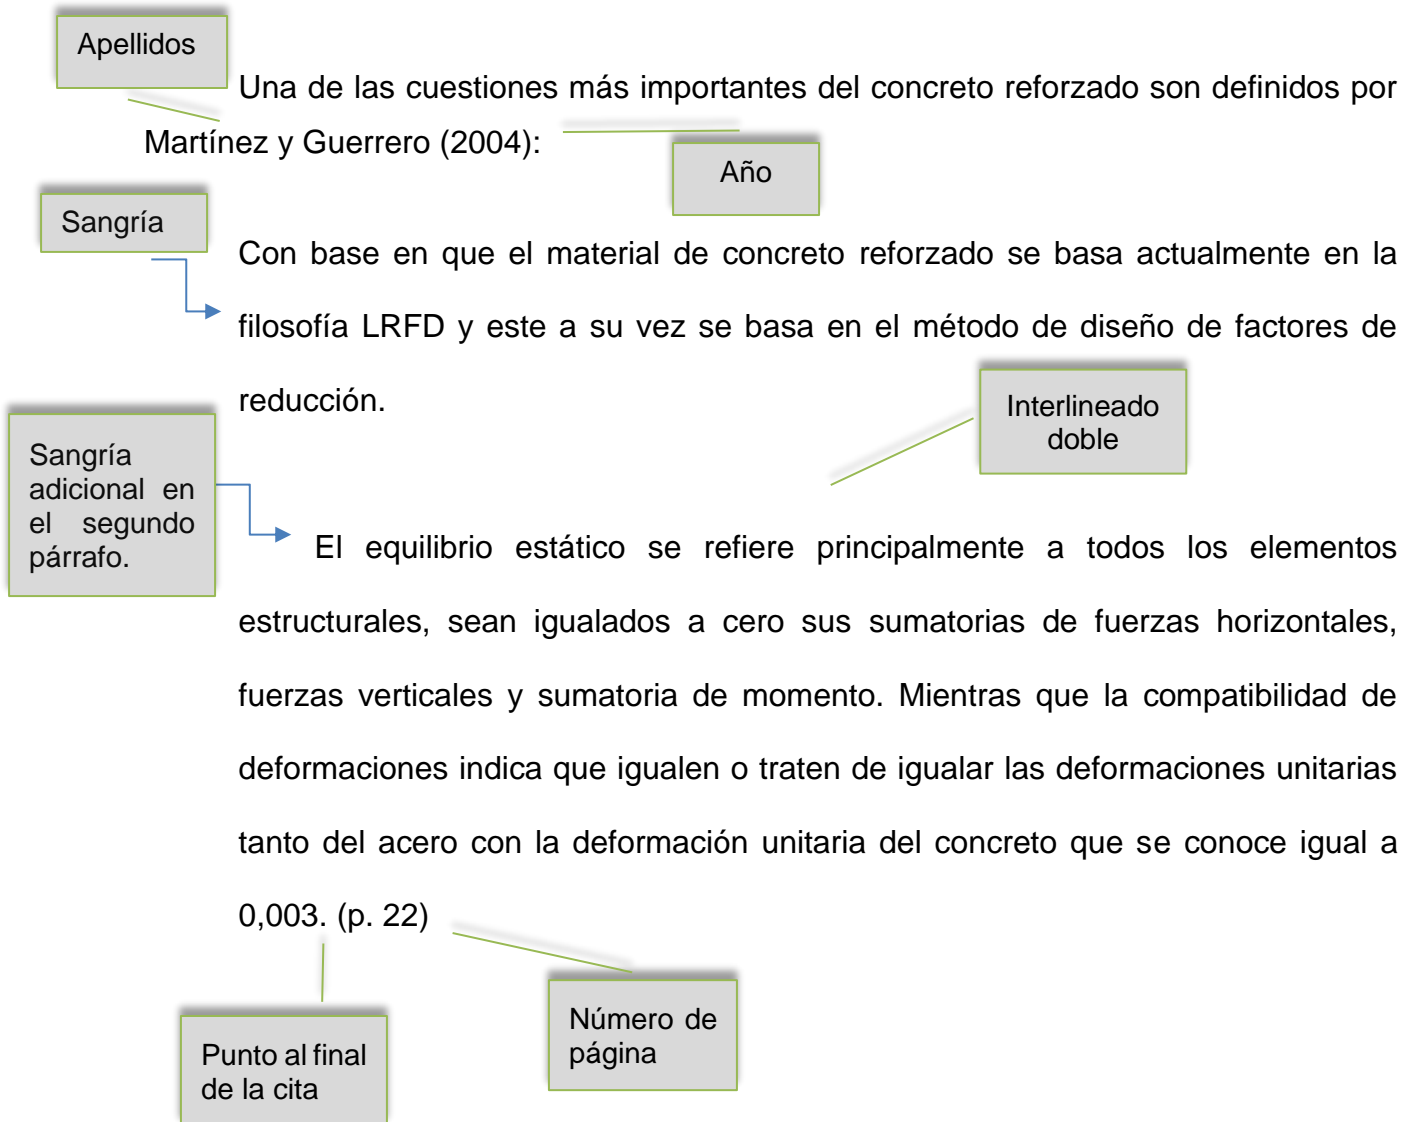 Apellidos
Una de las cuestiones más importantes del concreto reforzado son definidos por
Martínez y Guerrero (2004):
Año
Sangría
Con base en que el material de concreto reforzado se basa actualmente en la
filosofía LRFD y este a su vez se basa en el método de diseño de factores de
reducción.
Interlineado
doble
Sangría
adicional en
el segundo
párrafo.
El equilibrio estático se refiere principalmente a todos los elementos
estructurales, sean igualados a cero sus sumatorias de fuerzas horizontales,
fuerzas verticales y sumatoria de momento. Mientras que la compatibilidad de
deformaciones indica que igualen o traten de igualar las deformaciones unitarias
tanto del acero con la deformación unitaria del concreto que se conoce igual a
0,003. (p. 22)
Número de
página
Punto al final
de la cita